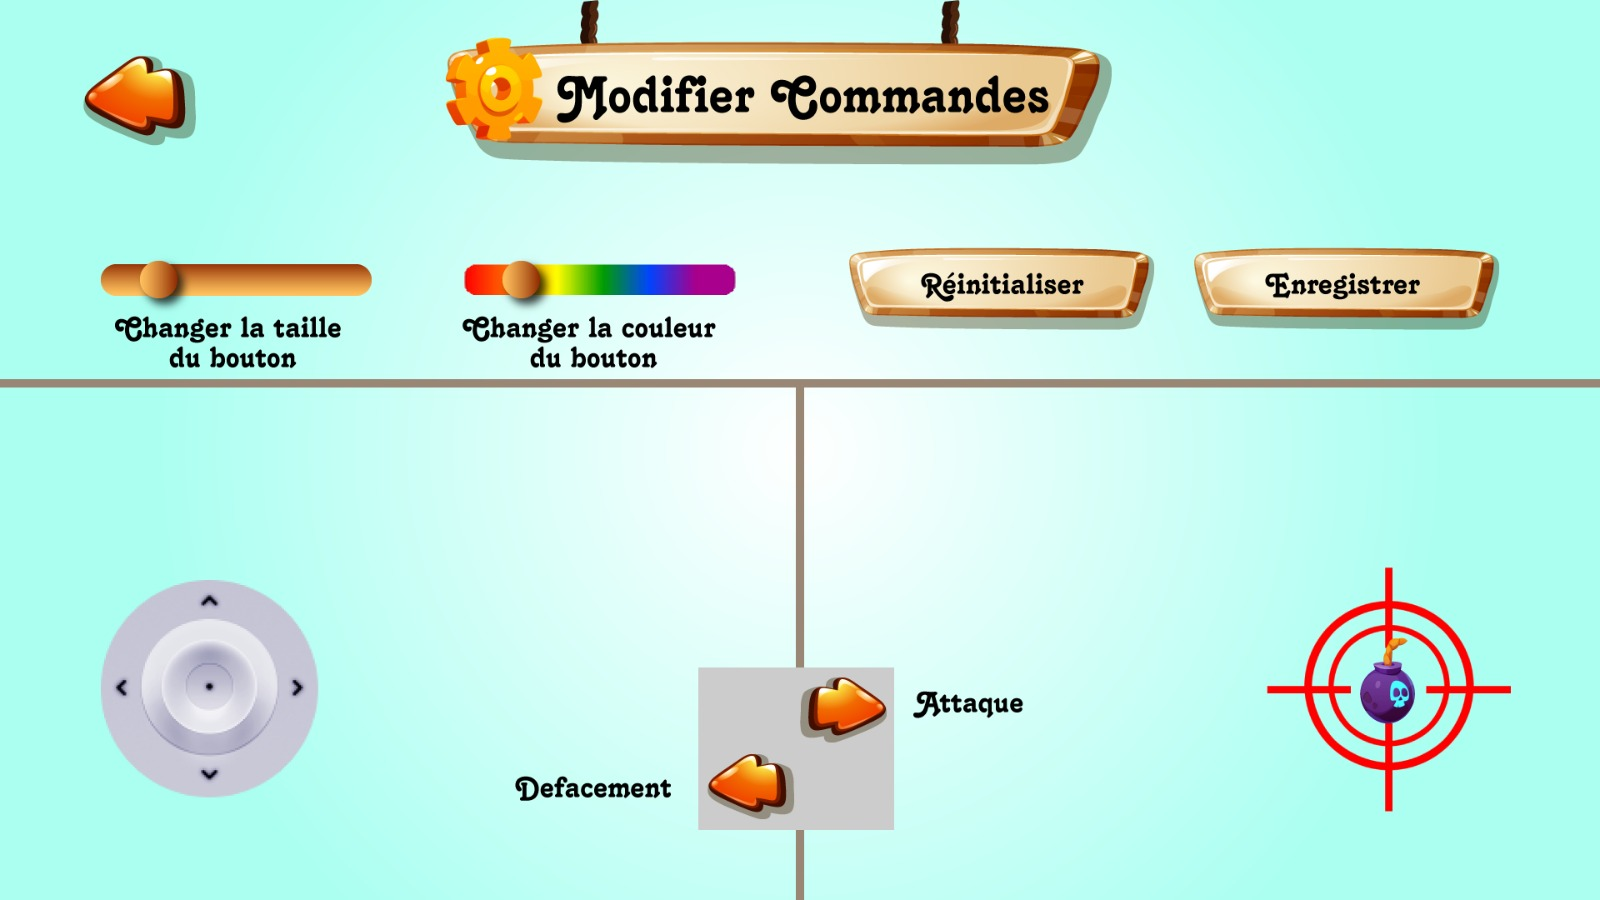 Modifier Commandes
Réinitialiser
Enregistrer
Changer la taille
du bouton
Changer la couleur
du bouton
Attaque
Defacement